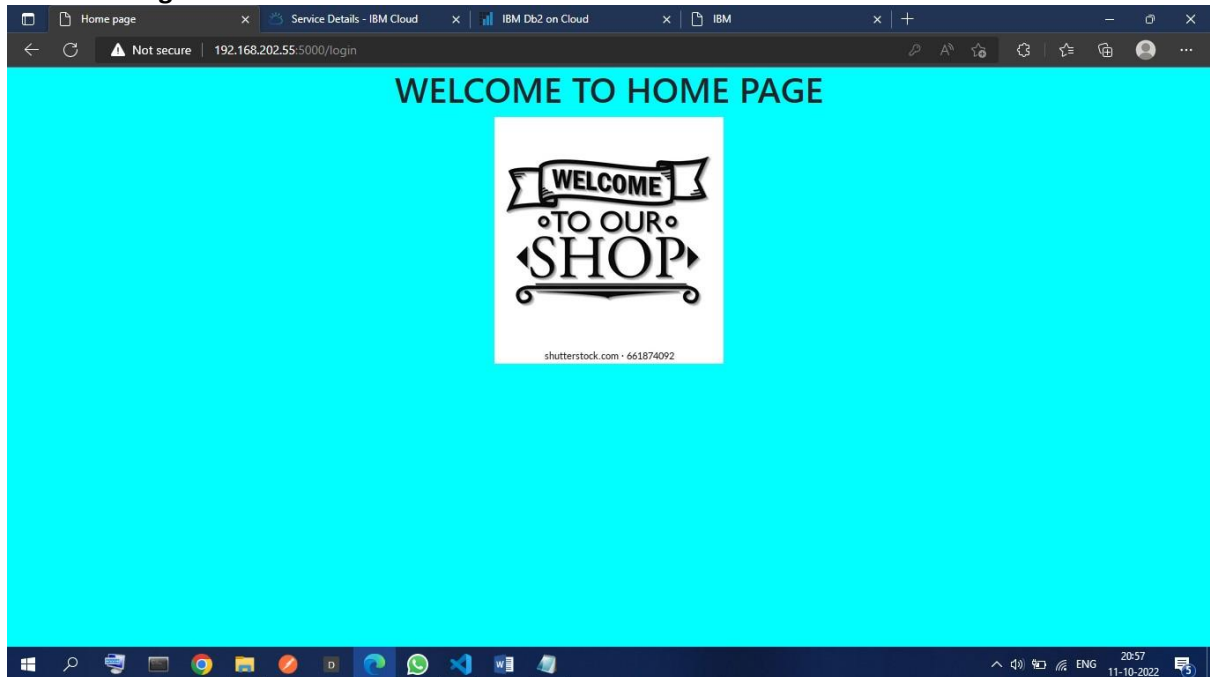 Home page
Service Details - IBM Cloud
IBM Db2 on Cloud
IBM
Not secure
192.168.202.55:5000/login
WELCOME TO HOME PAGE
WELCOME
TO OUR
SHOP
shutterstock.com · 661874092
D
W
ENG
20:57
11-10-2022
5